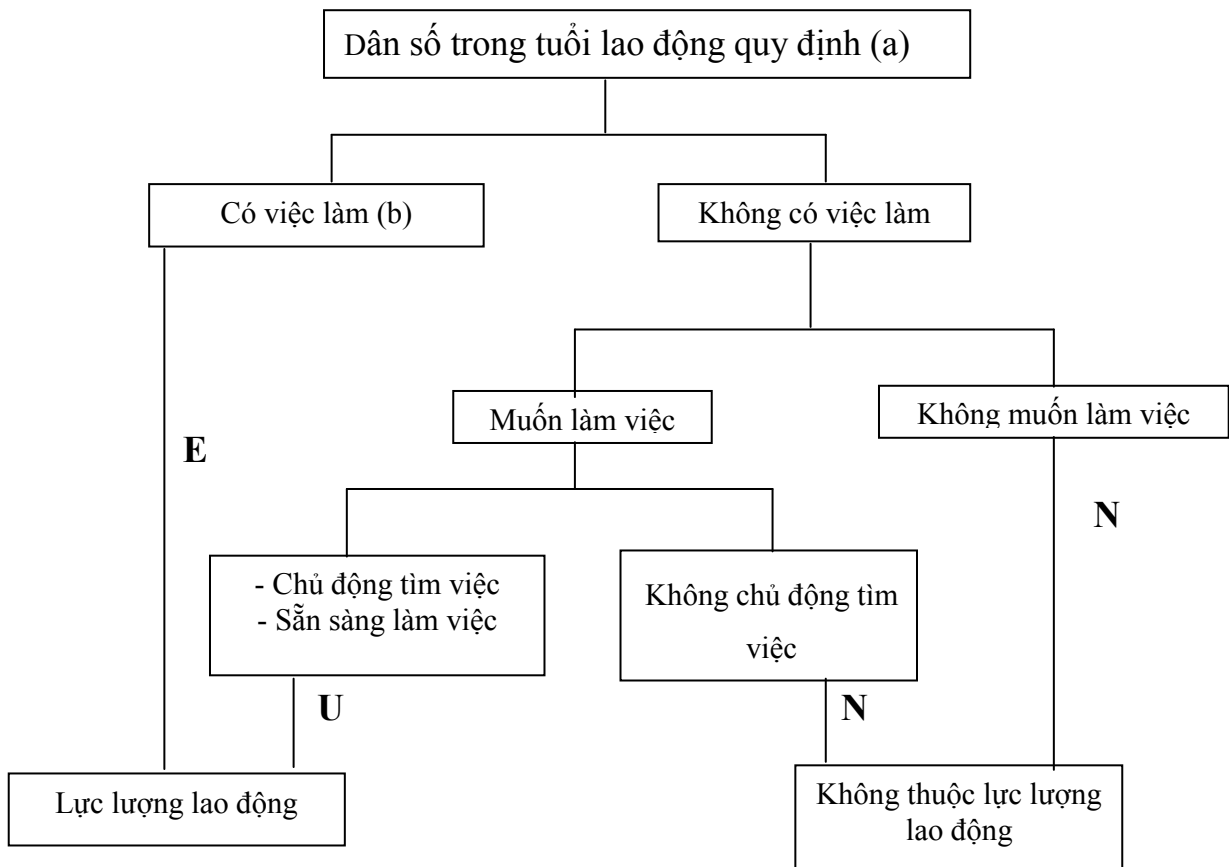 Dân số trong tuổi lao động quy định (a)
Có việc làm (b)
Không có việc làm
Muốn làm việc
Không muốn làm việc
E
N
- Chủ động tìm việc
- Sẵn sàng làm việc
Không chủ động tìm
việc
U
N
Lực lượng lao động
Không thuộc lực lượng
lao động